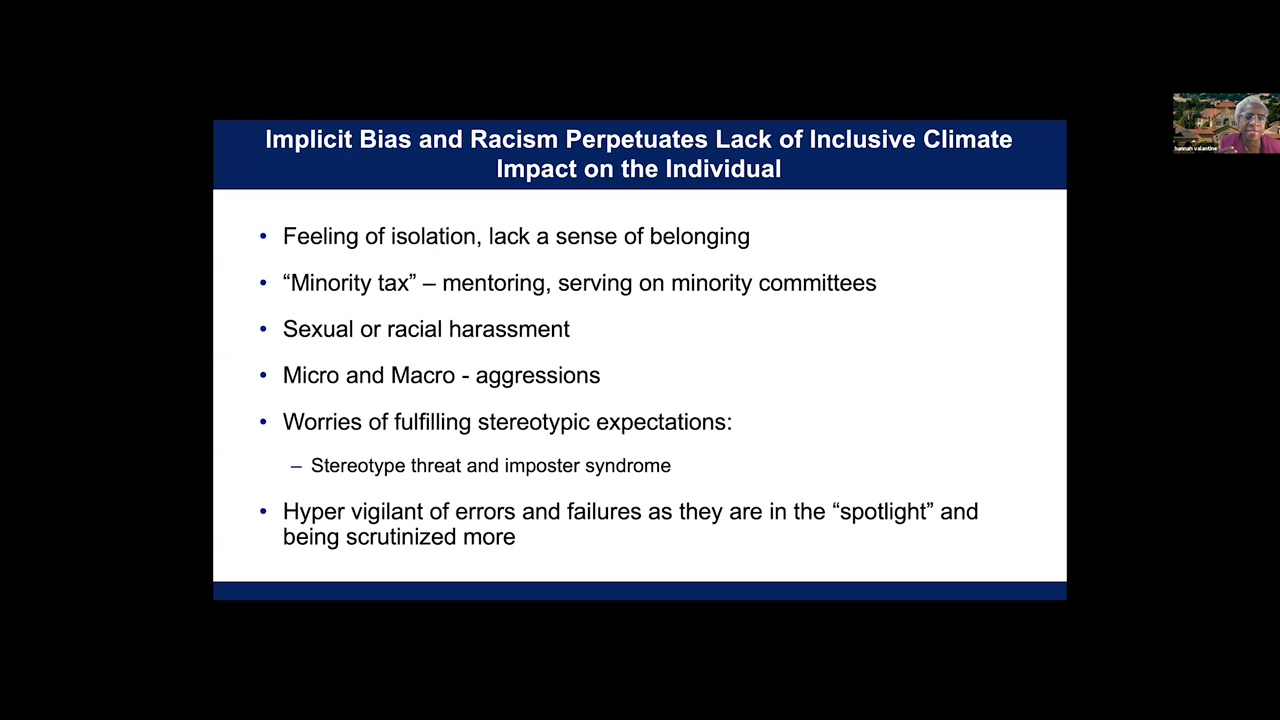 Implicit Bias and Racism Perpetuates Lack of Inclusive Climate
Impact on the Individual
• Feeling of isolation, lack a sense of belonging
• “Minority tax” – mentoring, serving on minority committees
• Sexual or racial harassment
• Micro and Macro - aggressions
• Worries of fulfilling stereotypic expectations:
– Stereotype threat and imposter syndrome
• Hyper vigilant of errors and failures as they are in the “spotlight” and
being scrutinized more
hannah valantine